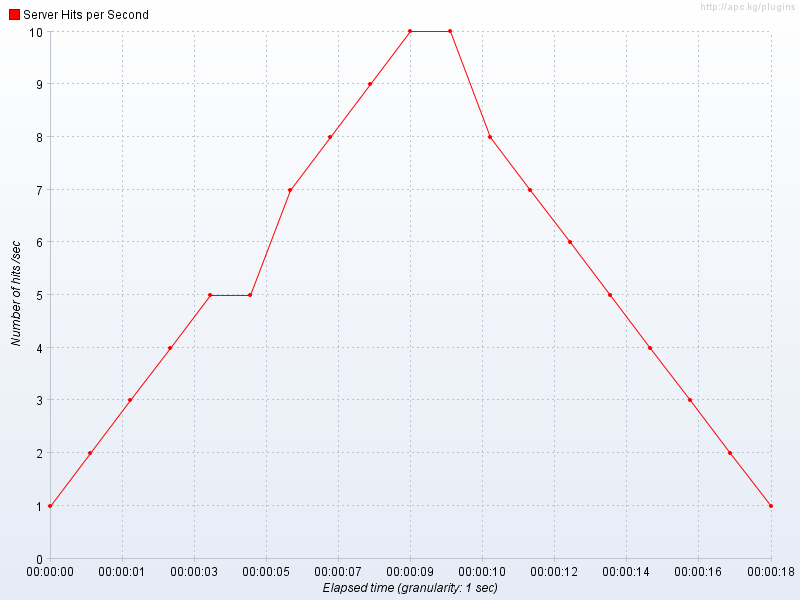 http://apc.kg/plugins
Server Hits per Second
10
9
8
7
6
5
4
3
2
1
0
Number of hits /sec
00:00:00 00:00:01 00:00:03 00:00:05 00:00:07 00:00:09 00:00:10 00:00:12 00:00:14 00:00:16 00:00:18
Elapsed time (granularity: 1 sec)